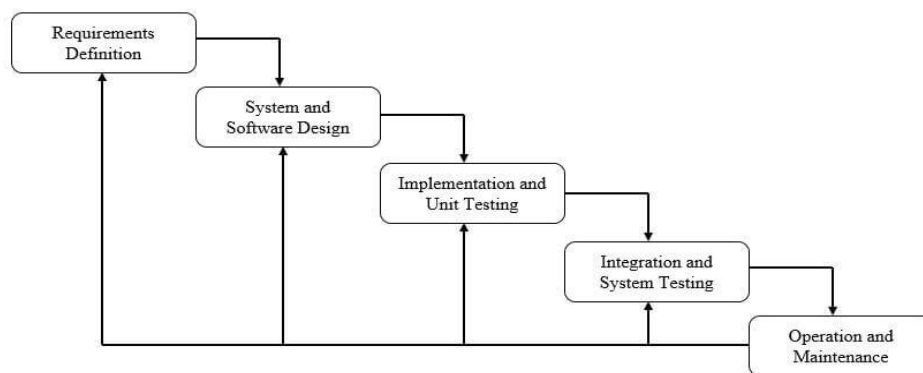 Requirements
Definition
System and
Software Design
Implementation and
Unit Testing
Integration and
System Testing
Operation and
Maintenance